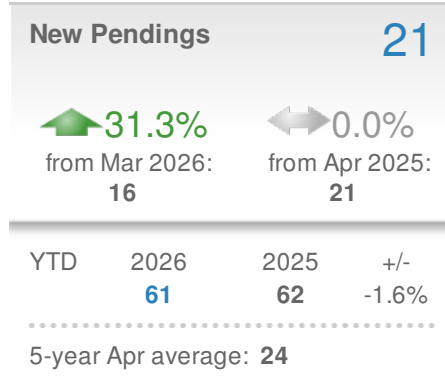 New Pendings 21
31.3% 0.0%
from Mar 2026: from Apr 2025:
16 21
YTD 2026 2025 +/-
61 62 -1.6%
5-year Apr average: 24